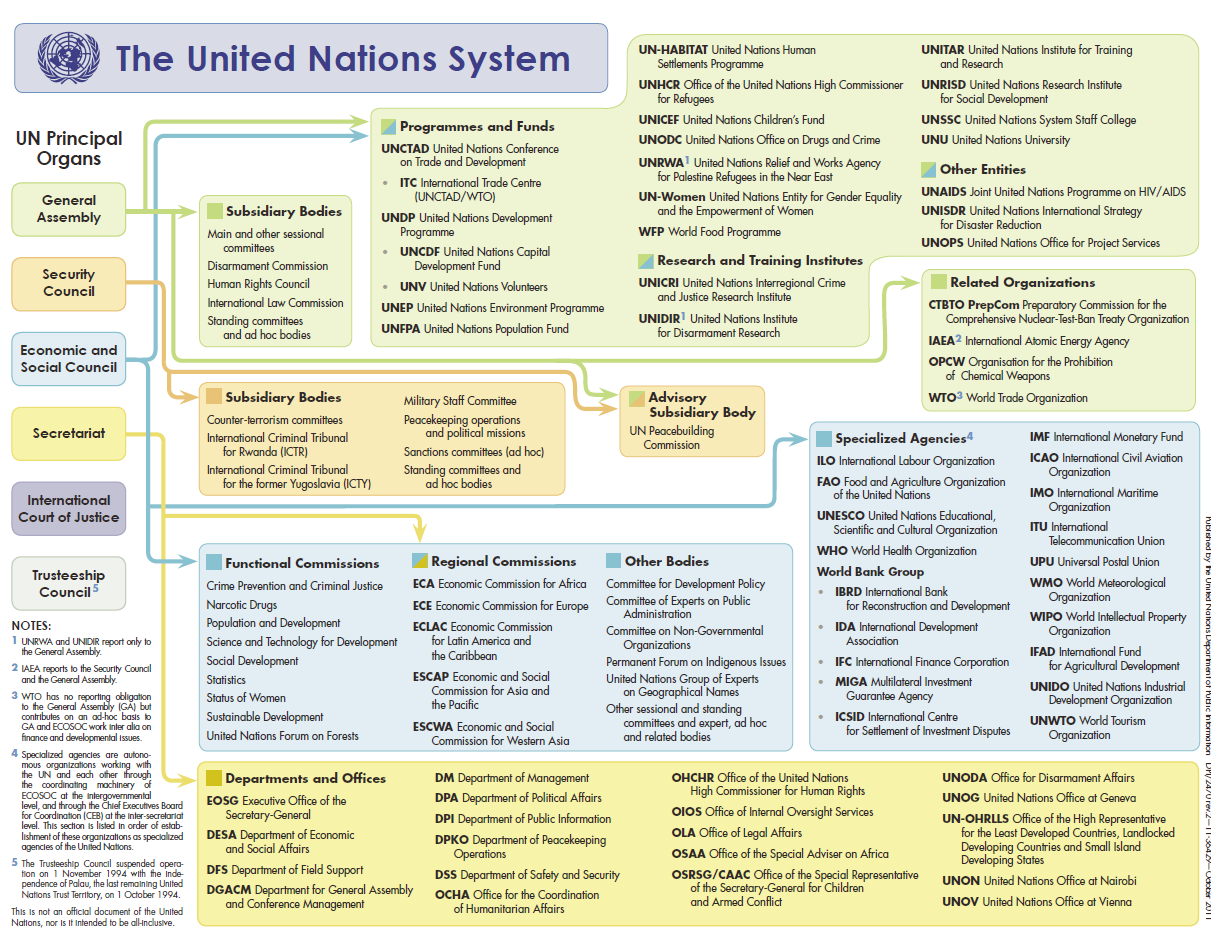 The United Nations System
UN Principal
Organs
General
Assembly
Security
Council
Economic and
Social Council
Secretariat
International
Court of Justice
Trusteeship
Council5
NOTES:
1 UNRWA and UNIDIR report only to
the General Assembly.
2 IAEA reports to the Security Council
and the General Assembly.
3 WTO has no reporting obligation
to the General Assembly (GA) but
contributes on an ad-hoc basis to
GA and ECOSOC work inter alia on
finance and developmental issues.
4 Specialized agencies are autono-
mous organizations working with
the UN and each other through
the coordinating machinery of
ECOSOC at the intergovernmental
level, and through the Chief Executives Board
for Coordination (CEB) at the inter-secretariat
level. This section is listed in order of estab-
lishment of these organizations as specialized
agencies of the United Nations.
5 The Trusteeship Council suspended opera-
tion on 1 November 1994 with the inde-
pendence of Palau, the last remaining United
Nations Trust Territory, on 1 October 1994.
This is not an official document of the United
Nations, nor is it intended to be all-inclusive.
Subsidiary Bodies
Main and other sessional
committees
Disarmament Commission
Human Rights Council
International Law Commission
Standing committees
and ad hoc bodies
Programmes and Funds
UNCTAD United Nations Conference
on Trade and Development
• ITC International Trade Centre
(UNCTAD/WTO)
UNDP United Nations Development
Programme
• UNCDF United Nations Capital
Development Fund
• UNV United Nations Volunteers
UNEP United Nations Environment Programme
UNFPA United Nations Population Fund
UN-HABITAT United Nations Human
Settlements Programme
UNHCR Office of the United Nations High Commissioner
for Refugees
UNICEF United Nations Children's Fund
UNODC United Nations Office on Drugs and Crime
UNRWA1 United Nations Relief and Works Agency
for Palestine Refugees in the Near East
UN-Women United Nations Entity for Gender Equality
and the Empowerment of Women
WFP World Food Programme
Research and Training Institutes
UNICRI United Nations Interregional Crime
and Justice Research Institute
UNIDIR1 United Nations Institute
for Disarmament Research
UNITAR United Nations Institute for Training
and Research
UNRISD United Nations Research Institute
for Social Development
UNSSC United Nations System Staff College
UNU United Nations University
Other Entities
UNAIDS Joint United Nations Programme on HIV/AIDS
UNISDR United Nations International Strategy
for Disaster Reduction
UNOPS United Nations Office for Project Services
Related Organizations
CTBTO PrepCom Preparatory Commission for the
Comprehensive Nuclear-Test-Ban Treaty Organization
IAEA2 International Atomic Energy Agency
OPCW Organisation for the Prohibition
of Chemical Weapons
WTO3 World Trade Organization
Subsidiary Bodies
Counter-terrorism committees
International Criminal Tribunal
for Rwanda (ICTR)
International Criminal Tribunal
for the former Yugoslavia (ICTY)
Military Staff Committee
Peacekeeping operations
and political missions
Sanctions committees (ad hoc)
Standing committees and
ad hoc bodies
Advisory
Subsidiary Body
UN Peacebuilding
Commission
Specialized Agencies4
ILO International Labour Organization
FAO Food and Agriculture Organization
of the United Nations
UNESCO United Nations Educational,
Scientific and Cultural Organization
WHO World Health Organization
World Bank Group
• IBRD International Bank
for Reconstruction and Development
• IDA International Development
Association
• IFC International Finance Corporation
• MIGA Multilateral Investment
Guarantee Agency
• ICSID International Centre
for Settlement of Investment Disputes
IMF International Monetary Fund
ICAO International Civil Aviation
Organization
IMO International Maritime
Organization
ITU International
Telecommunication Union
UPU Universal Postal Union
WMO World Meteorological
Organization
WIPO World Intellectual Property
Organization
IFAD International Fund
for Agricultural Development
UNIDO United Nations Industrial
Development Organization
UNWTO World Tourism
Organization
Functional Commissions
Crime Prevention and Criminal Justice
Narcotic Drugs
Population and Development
Science and Technology for Development
Social Development
Statistics
Status of Women
Sustainable Development
United Nations Forum on Forests
Regional Commissions
ECA Economic Commission for Africa
ECE Economic Commission for Europe
ECLAC Economic Commission
for Latin America and
the Caribbean
ESCAP Economic and Social
Commission for Asia and
the Pacific
ESCWA Economic and Social
Commission for Western Asia
Other Bodies
Committee for Development Policy
Committee of Experts on Public
Administration
Committee on Non-Governmental
Organizations
Permanent Forum on Indigenous Issues
United Nations Group of Experts
on Geographical Names
Other sessional and standing
committees and expert, ad hoc
and related bodies
Departments and Offices
EOSG Executive Office of the
Secretary-General
DESA Department of Economic
and Social Affairs
DFS Department of Field Support
DGACM Department for General Assembly
and Conference Management
DM Department of Management
DPA Department of Political Affairs
DPI Department of Public Information
DPKO Department of Peacekeeping
Operations
DSS Department of Safety and Security
OCHA Office for the Coordination
of Humanitarian Affairs
OHCHR Office of the United Nations
High Commissioner for Human Rights
OIOS Office of Internal Oversight Services
OLA Office of Legal Affairs
OSAA Office of the Special Adviser on Africa
OSRSG/CAAC Office of the Special Representative
of the Secretary-General for Children
and Armed Conflict
UNODA Office for Disarmament Affairs
UNOG United Nations Office at Geneva
UN-OHRLLS Office of the High Representative
for the Least Developed Countries, Landlocked
Developing Countries and Small Island
Developing States
UNON United Nations Office at Nairobi
UNOV United Nations Office at Vienna
Published by the United Nations Department of Public Information